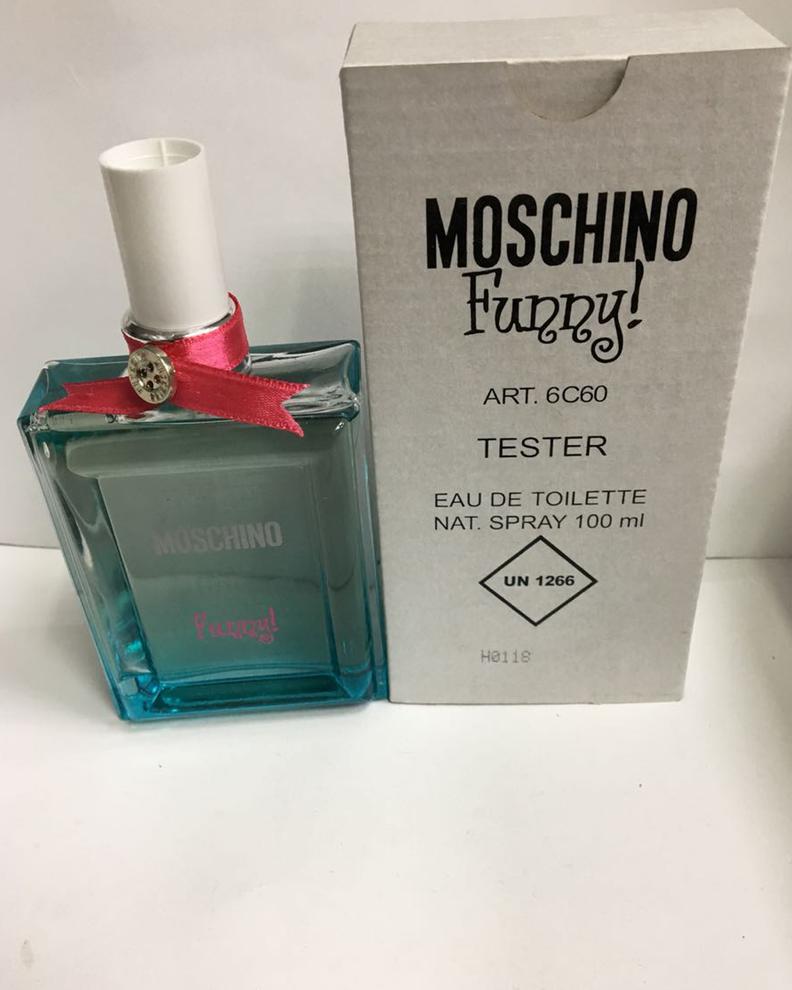 MOSCHINO
Funny!
ART. 6C60
TESTER
EAU DE TOILETTE
NAT. SPRAY 100 ml
UN 1266
H0118
MOSCHINO
Funny!